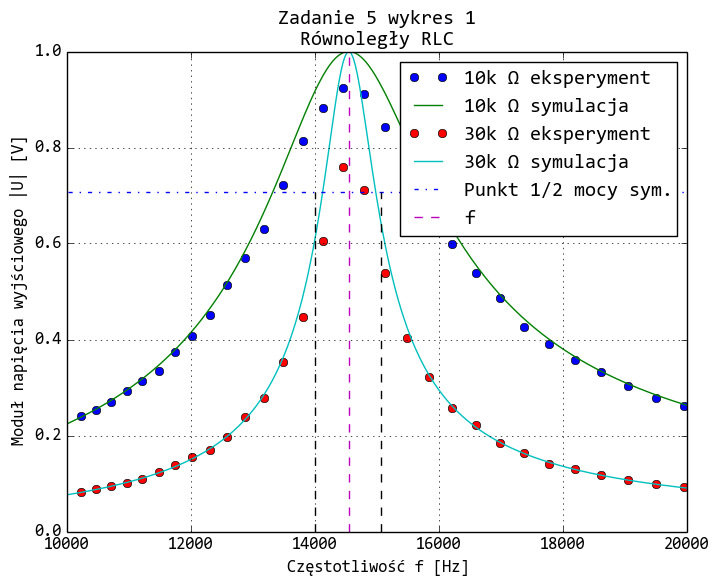 Zadanie 5 wykres 1
Równoległy RLC
Moduł napięcia wyjściowego |U| [V]
1.0
0.8
0.6
0.4
0.2
0.0
10k Ω eksperyment
10k Ω symulacja
30k Ω eksperyment
30k Ω symulacja
Punkt 1/2 mocy sym.
f
10000 12000 14000 16000 18000 20000
Częstotliwość f [Hz]